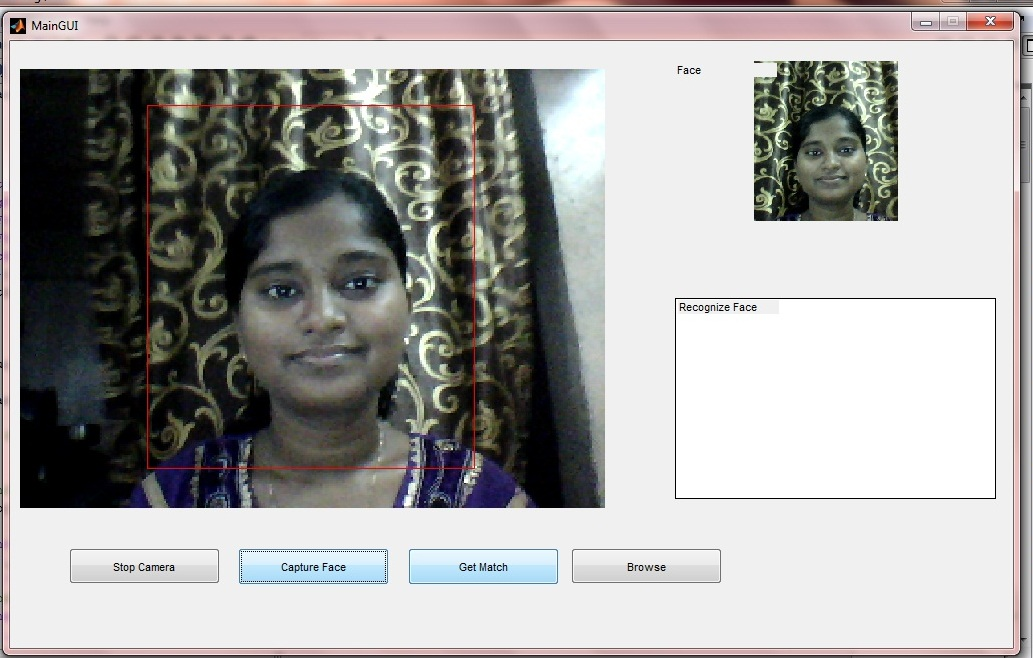 MainGUI
Face
Recognize Face
Stop Camera
Capture Face
Get Match
Browse